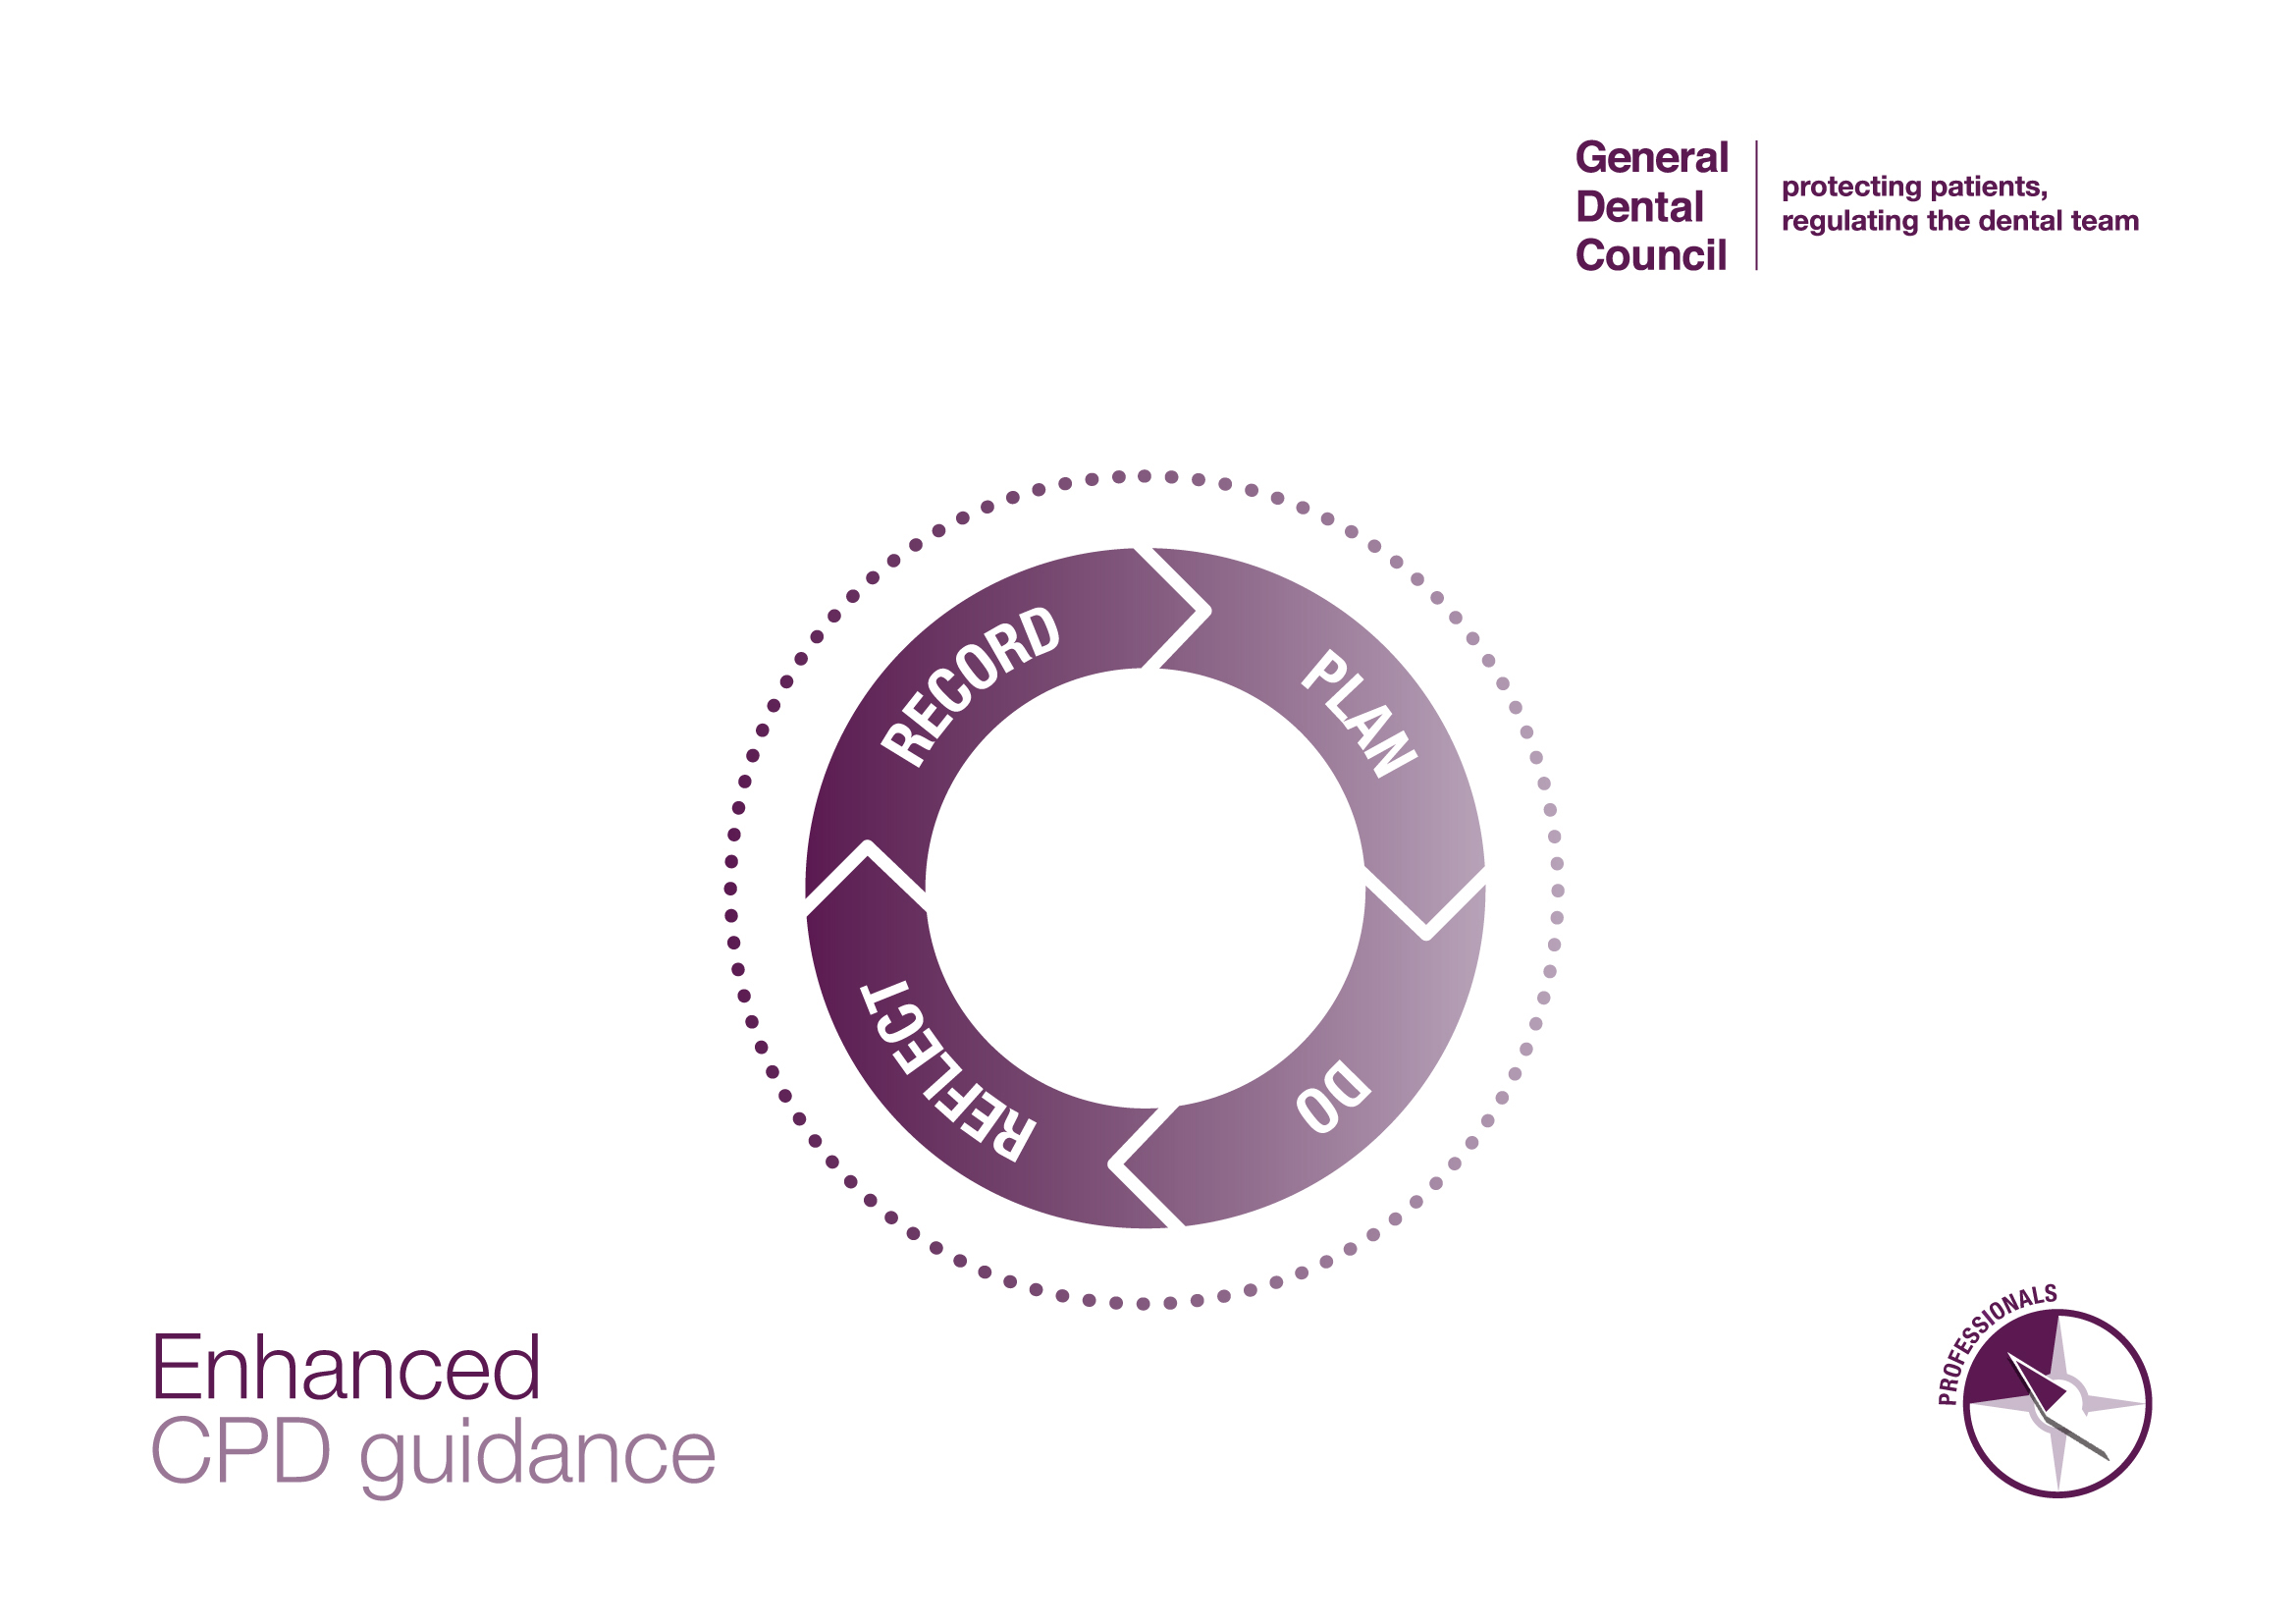 General
Dental
Council
protecting patients,
regulating the dental team
RECORD
PLAN
DO
REFLECT
PROFESSIONALS
Enhanced
CPD guidance